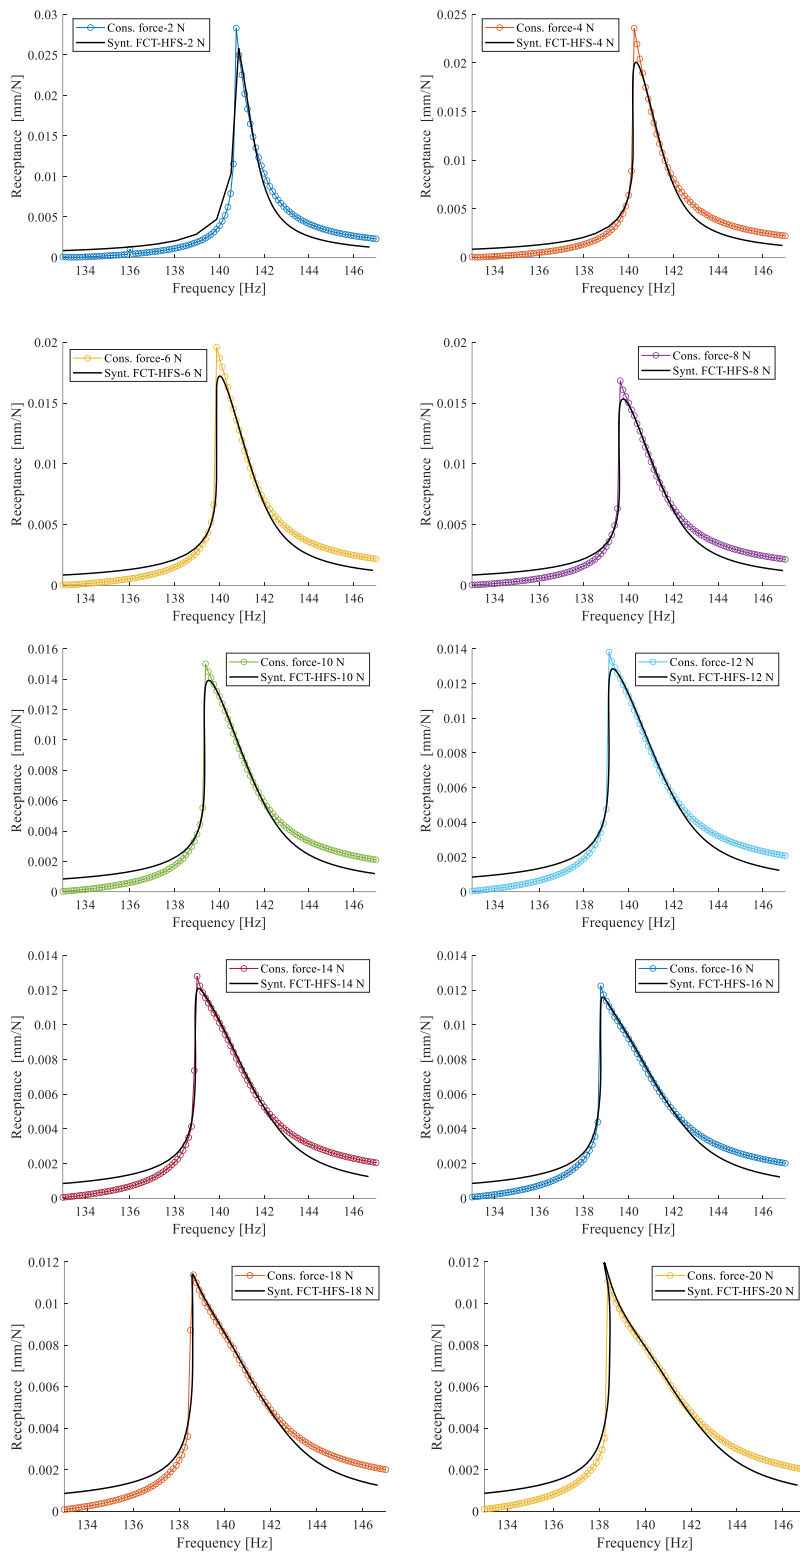 0.03
0.025
0.02
0.015
0.01
0.005
0
Receptance [mm/N]
Cons. force-2 N
Synt. FCT-HFS-2 N
134 136 138 140 142 144 146
Frequency [Hz]
0.025
0.02
0.015
0.01
0.005
0
Receptance [mm/N]
Cons. force-4 N
Synt. FCT-HFS-4 N
134 136 138 140 142 144 146
Frequency [Hz]
0.02
0.015
0.01
0.005
0
Receptance [mm/N]
Cons. force-6 N
Synt. FCT-HFS-6 N
134 136 138 140 142 144 146
Frequency [Hz]
0.02
0.015
0.01
0.005
0
Receptance [mm/N]
Cons. force-8 N
Synt. FCT-HFS-8 N
134 136 138 140 142 144 146
Frequency [Hz]
0.016
0.014
0.012
0.01
0.008
0.006
0.004
0.002
0
Receptance [mm/N]
Cons. force-10 N
Synt. FCT-HFS-10 N
134 136 138 140 142 144 146
Frequency [Hz]
0.014
0.012
0.01
0.008
0.006
0.004
0.002
0
Receptance [mm/N]
Cons. force-12 N
Synt. FCT-HFS-12 N
134 136 138 140 142 144 146
Frequency [Hz]
0.014
0.012
0.01
0.008
0.006
0.004
0.002
0
Receptance [mm/N]
Cons. force-14 N
Synt. FCT-HFS-14 N
134 136 138 140 142 144 146
Frequency [Hz]
0.014
0.012
0.01
0.008
0.006
0.004
0.002
0
Receptance [mm/N]
Cons. force-16 N
Synt. FCT-HFS-16 N
134 136 138 140 142 144 146
Frequency [Hz]
0.012
0.01
0.008
0.006
0.004
0.002
0
Receptance [mm/N]
Cons. force-18 N
Synt. FCT-HFS-18 N
134 136 138 140 142 144 146
Frequency [Hz]
0.012
0.01
0.008
0.006
0.004
0.002
0
Receptance [mm/N]
Cons. force-20 N
Synt. FCT-HFS-20 N
134 136 138 140 142 144 146
Frequency [Hz]